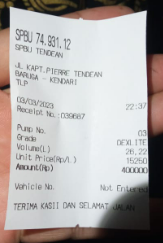 SPBU 74.931.12
SPBU TENDEAN
JL KAPT.PIERRE TENDEAN
BARUGA - KENDARI
TLP
03/03/2023 22:37
Receipt No.:039667
Pump No. 03
Grade DEXLITE
Volume(L) 26,22
Unit Price(Rp/L) 15250
Amount(Rp) 400000
Vehicle No. Not Entered
TERIMA KASIH DAN SELAMAT JALAN